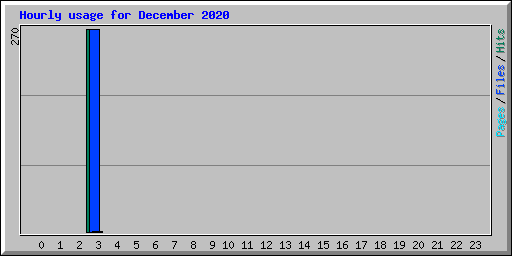 Hourly usage for December 2020
270
Pages/Files/Hits
0 1 2 3 4 5 6 7 8 9 10 11 12 13 14 15 16 17 18 19 20 21 22 23